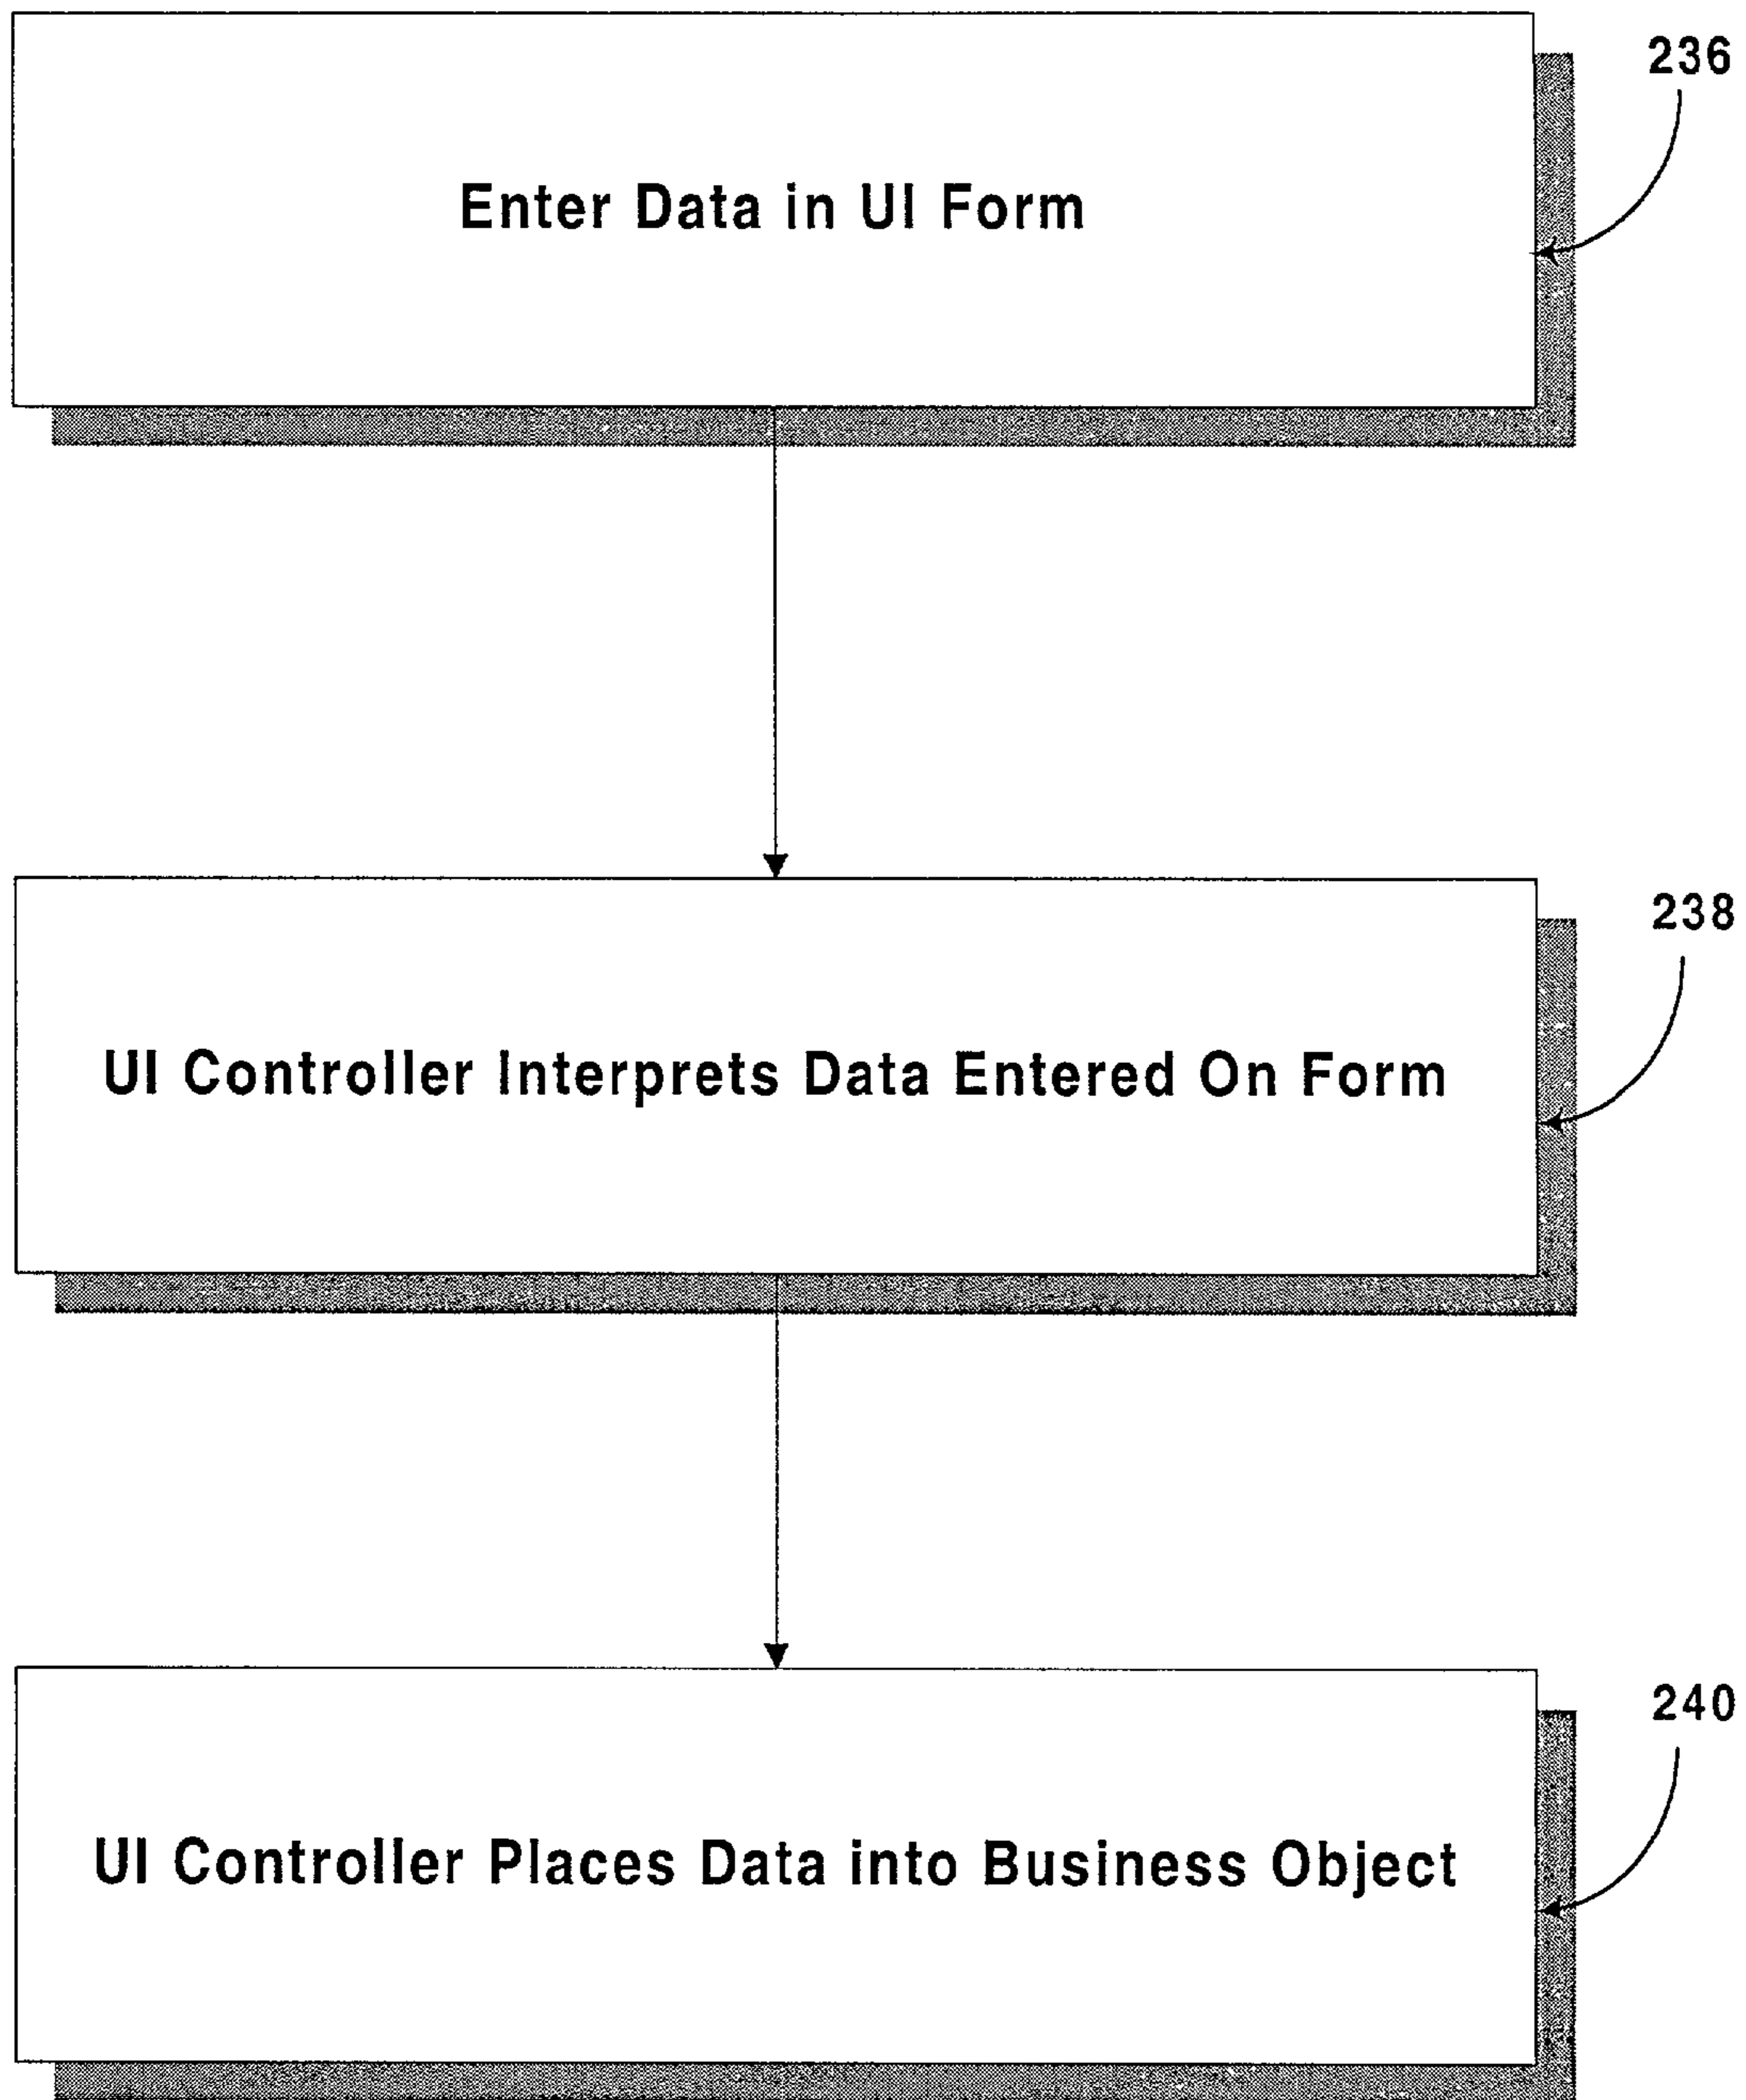 236
Enter Data in UI Form
238
UI Controller Interprets Data Entered On Form
240
UI Controller Places Data into Business Object